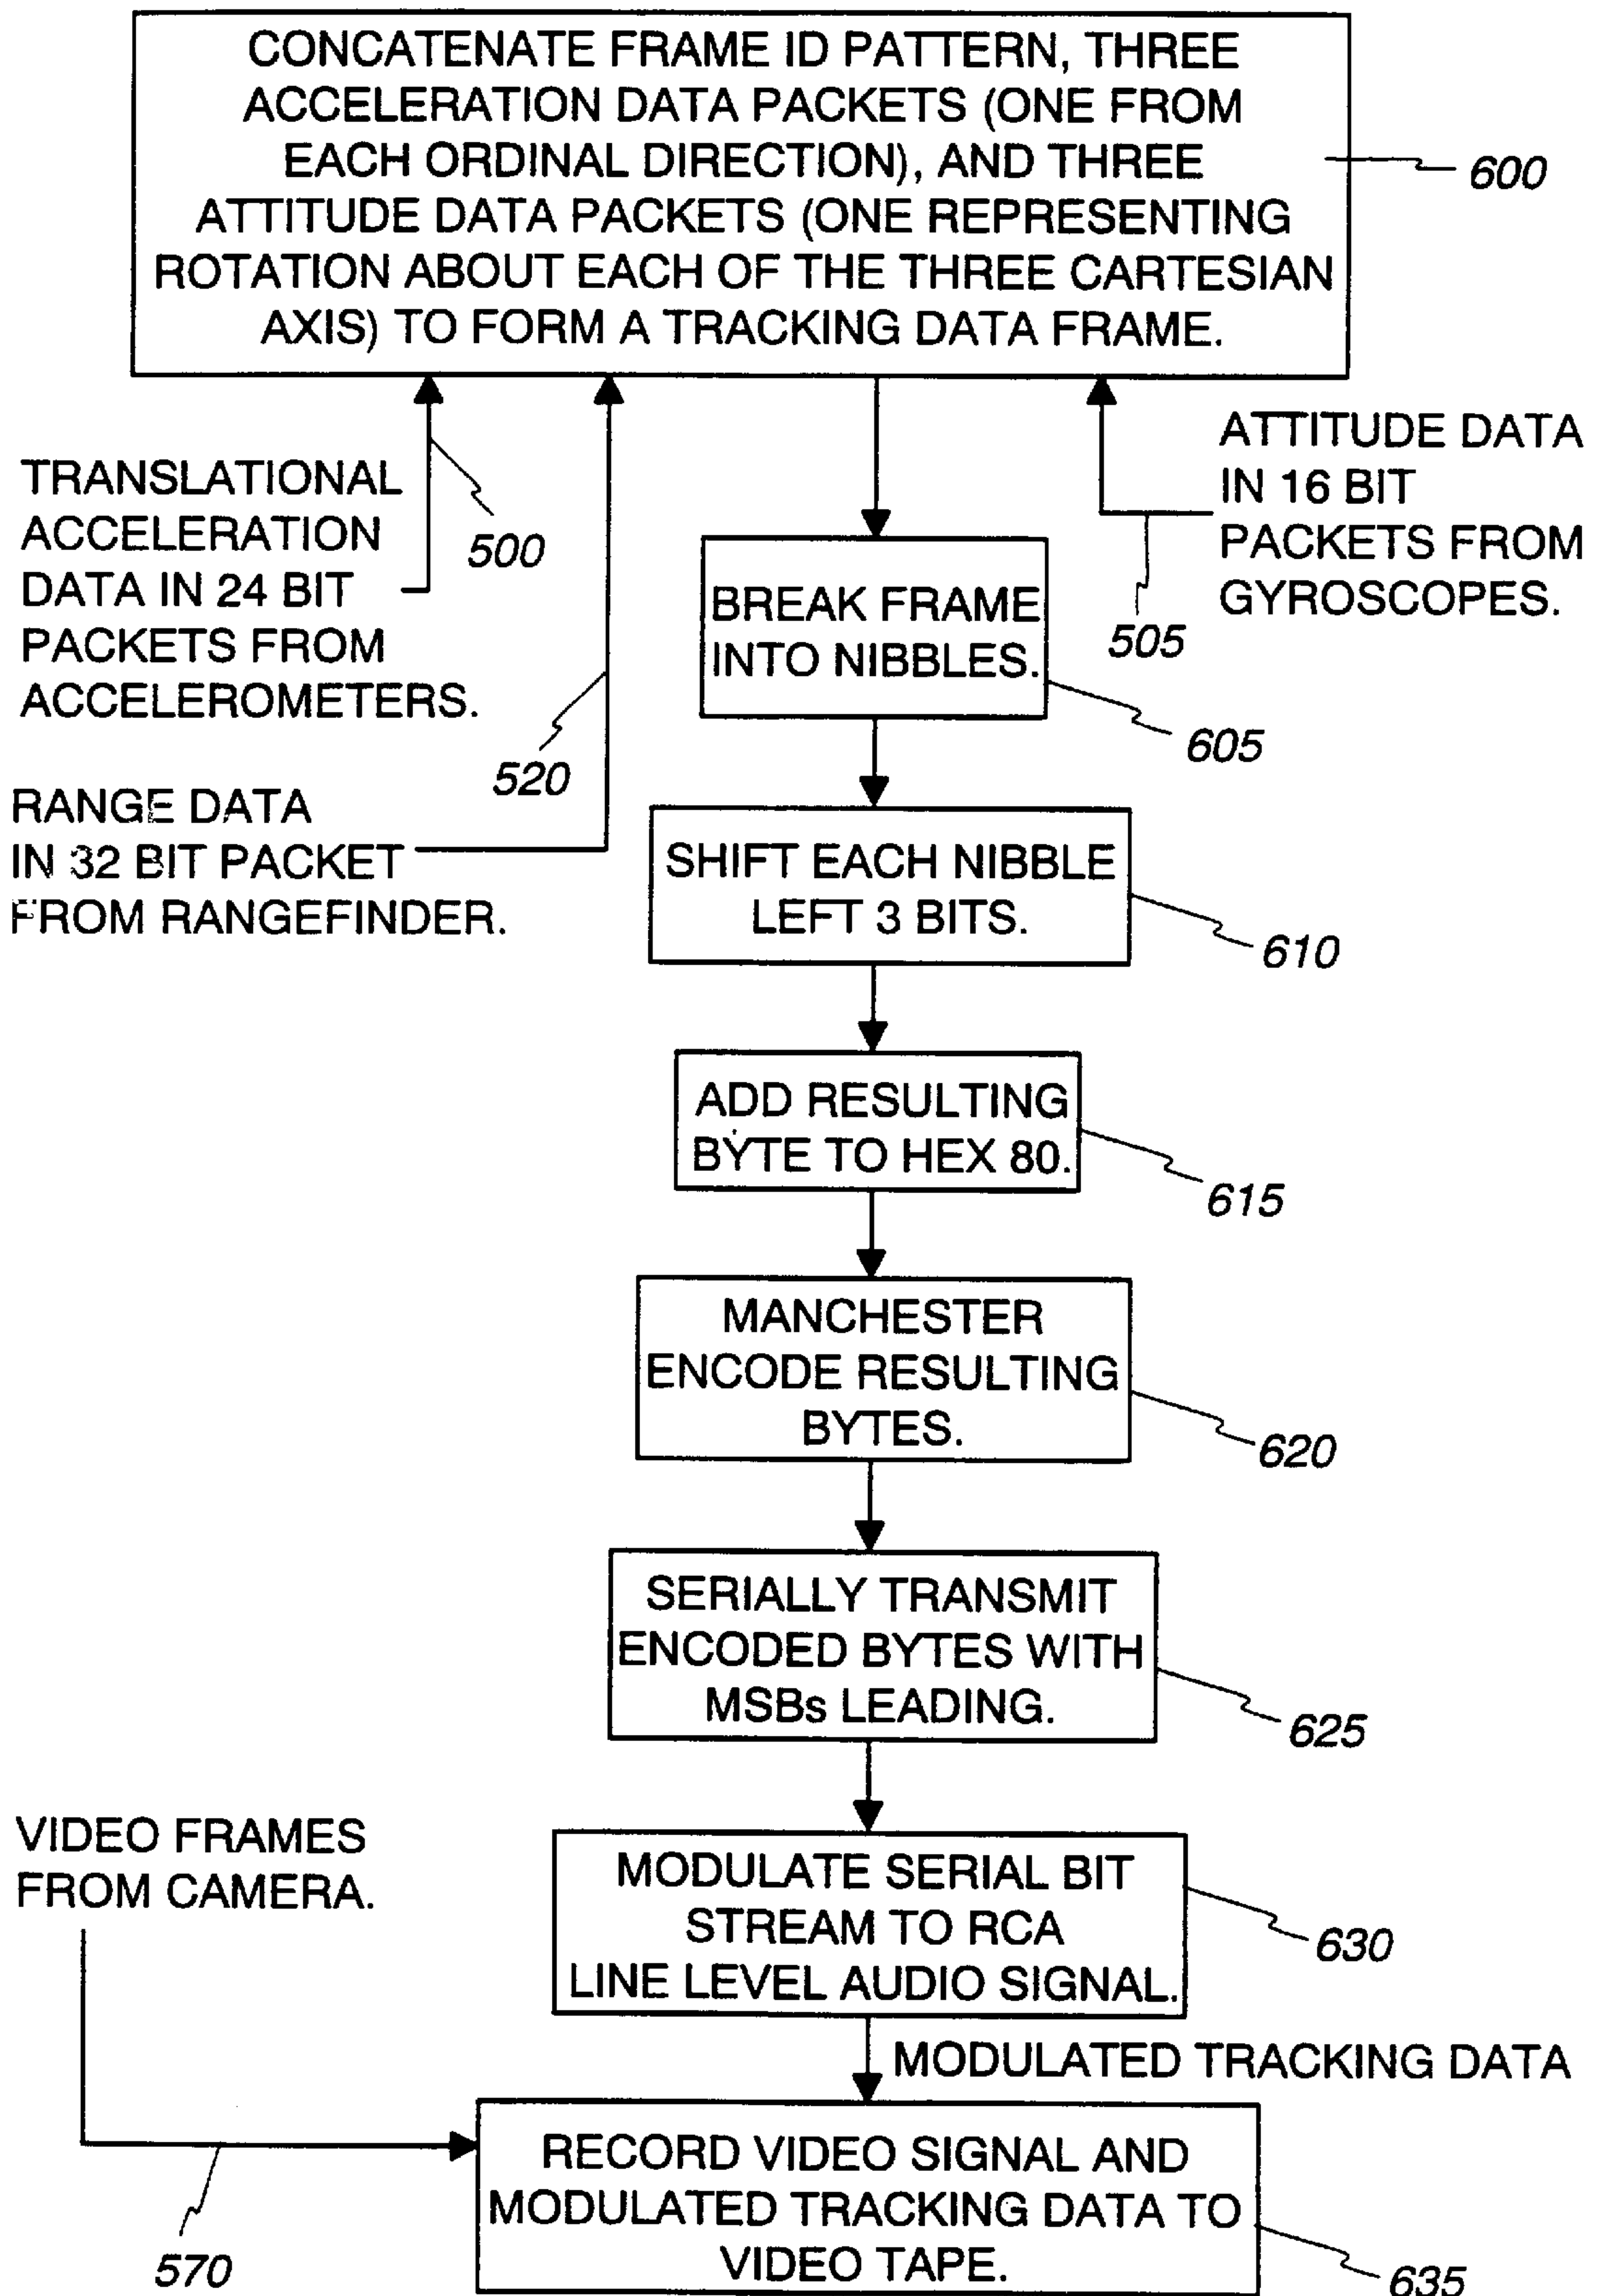 CONCATENATE FRAME ID PATTERN, THREE
ACCELERATION DATA PACKETS (ONE FROM
EACH ORDINAL DIRECTION), AND THREE
ATTITUDE DATA PACKETS (ONE REPRESENTING
ROTATION ABOUT EACH OF THE THREE CARTESIAN
AXIS) TO FORM A TRACKING DATA FRAME.
600
TRANSLATIONAL
ACCELERATION
DATA IN 24 BIT
PACKETS FROM
ACCELEROMETERS.
500
ATTITUDE DATA
IN 16 BIT
PACKETS FROM
GYROSCOPES.
505
RANGE DATA
IN 32 BIT PACKET
FROM RANGEFINDER.
520
BREAK FRAME
INTO NIBBLES.
605
SHIFT EACH NIBBLE
LEFT 3 BITS.
610
ADD RESULTING
BYTE TO HEX 80.
615
MANCHESTER
ENCODE RESULTING
BYTES.
620
SERIALLY TRANSMIT
ENCODED BYTES WITH
MSBs LEADING.
625
VIDEO FRAMES
FROM CAMERA.
570
MODULATE SERIAL BIT
STREAM TO RCA
LINE LEVEL AUDIO SIGNAL.
630
MODULATED TRACKING DATA
RECORD VIDEO SIGNAL AND
MODULATED TRACKING DATA TO
VIDEO TAPE.
635